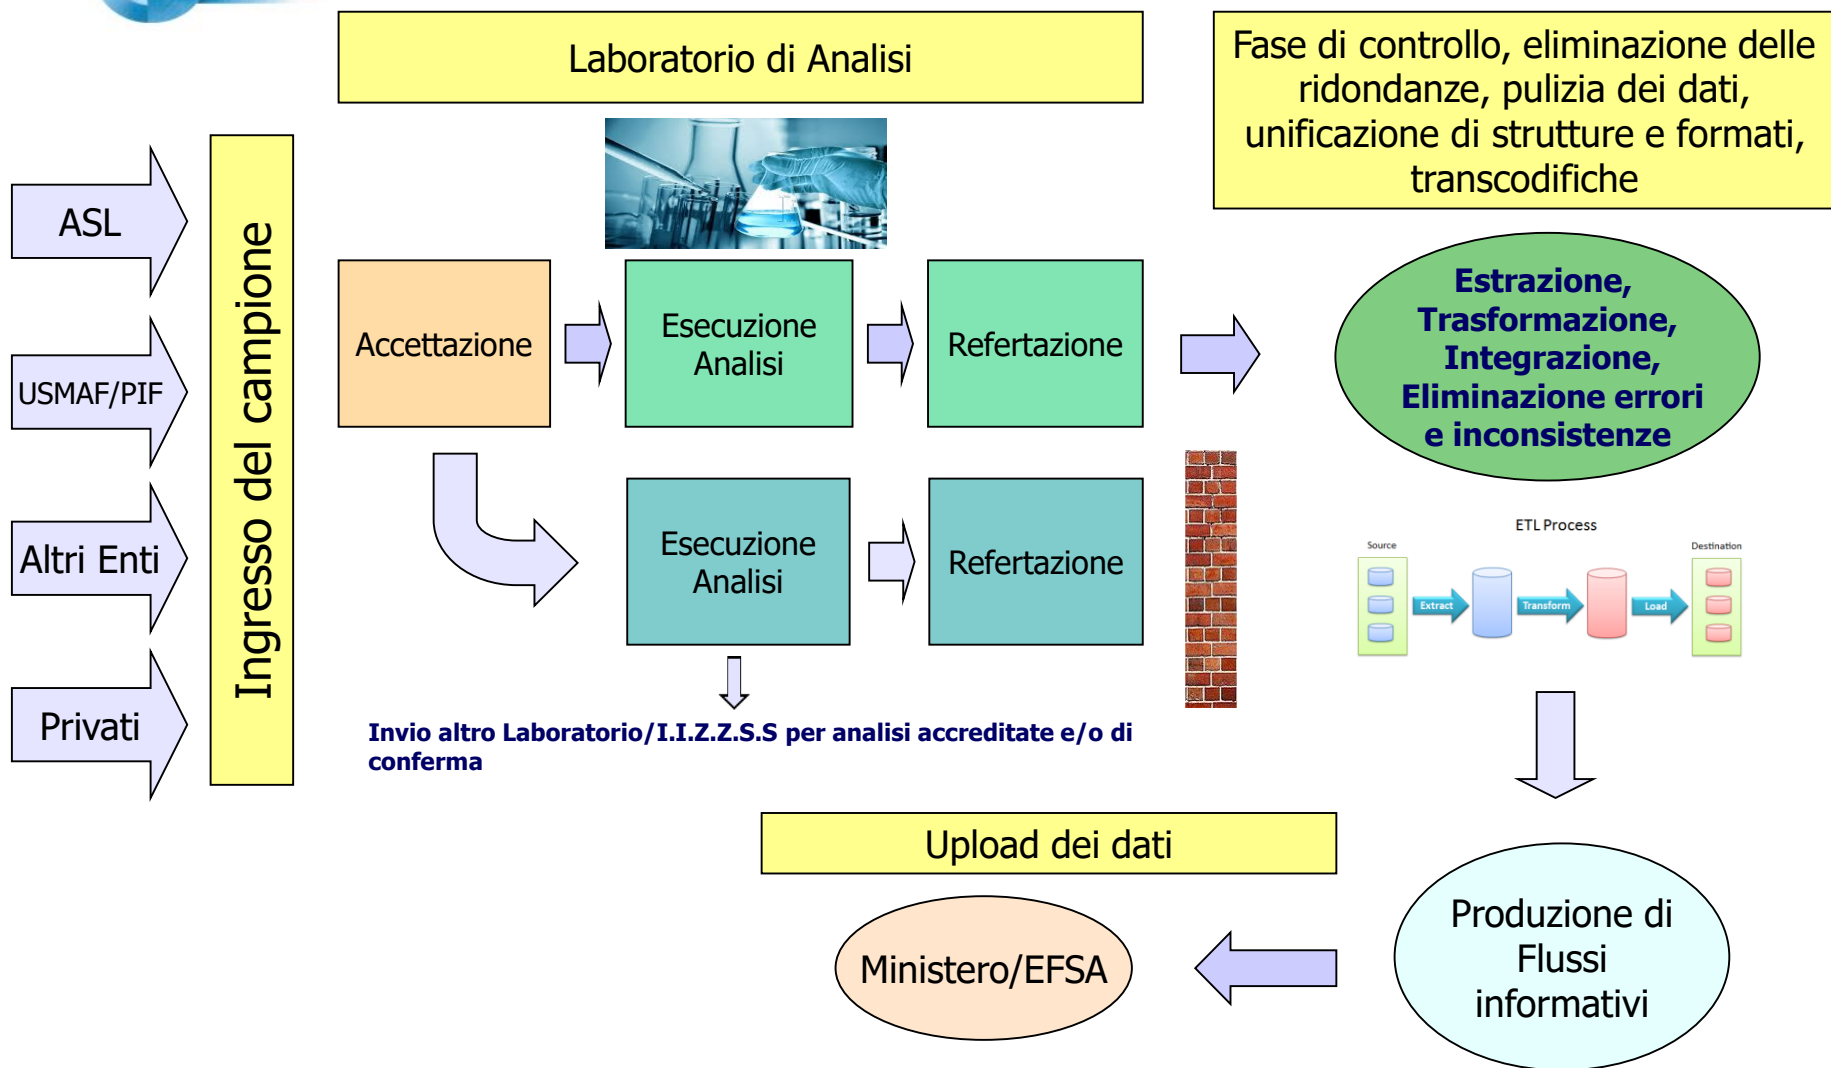 Laboratorio di Analisi
Fase di controllo, eliminazione delle
ridondanze, pulizia dei dati,
unificazione di strutture e formati,
transcodifiche
ASL
USMAF/PIF
Altri Enti
Privati
Ingresso del campione
Accettazione
Esecuzione
Analisi
Refertazione
Estrazione,
Trasformazione,
Integrazione,
Eliminazione errori
e inconsistenze
Esecuzione
Analisi
Refertazione
Invio altro Laboratorio/I.I.Z.Z.S.S per analisi accreditate e/o di
conferma
ETL Process
Source
Destination
Extract
Transform
Load
Upload dei dati
Ministero/EFSA
Produzione di
Flussi
informativi